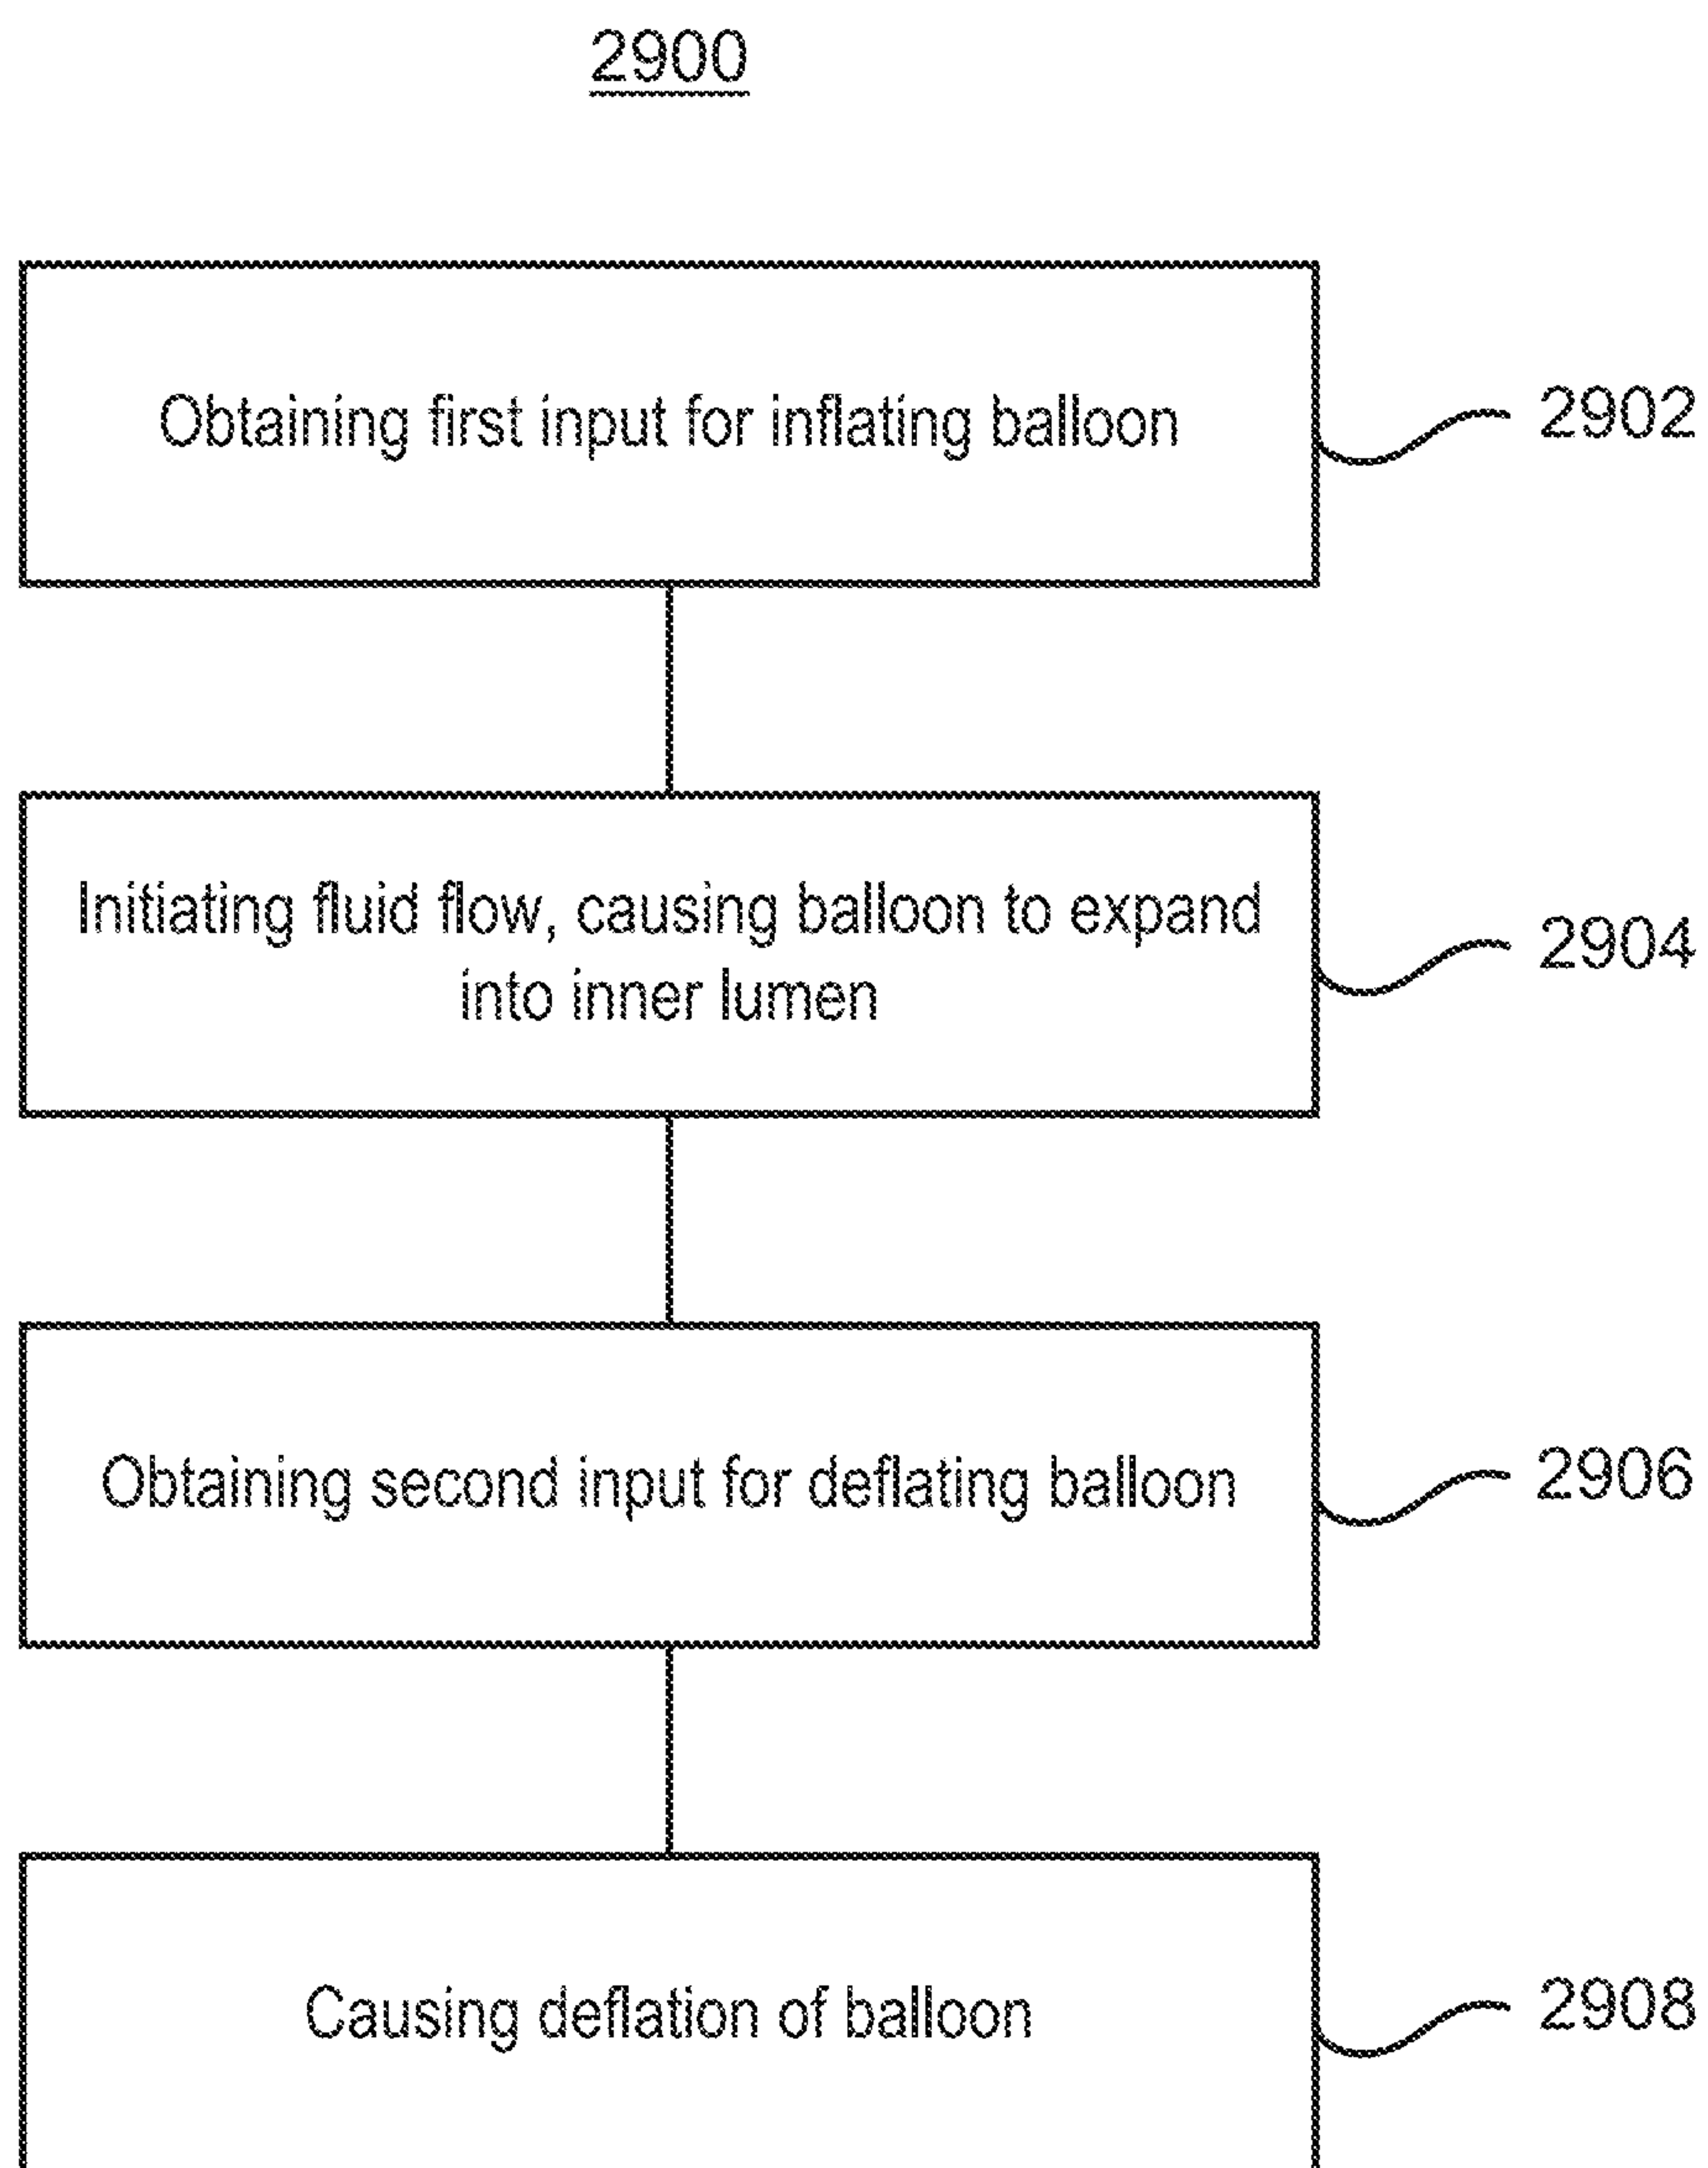 2900
Obtaining first input for inflating balloon
2902
Initiating fluid flow, causing balloon to expand
into inner lumen
2904
Obtaining second input for deflating balloon
2906
Causing deflation of balloon
2908